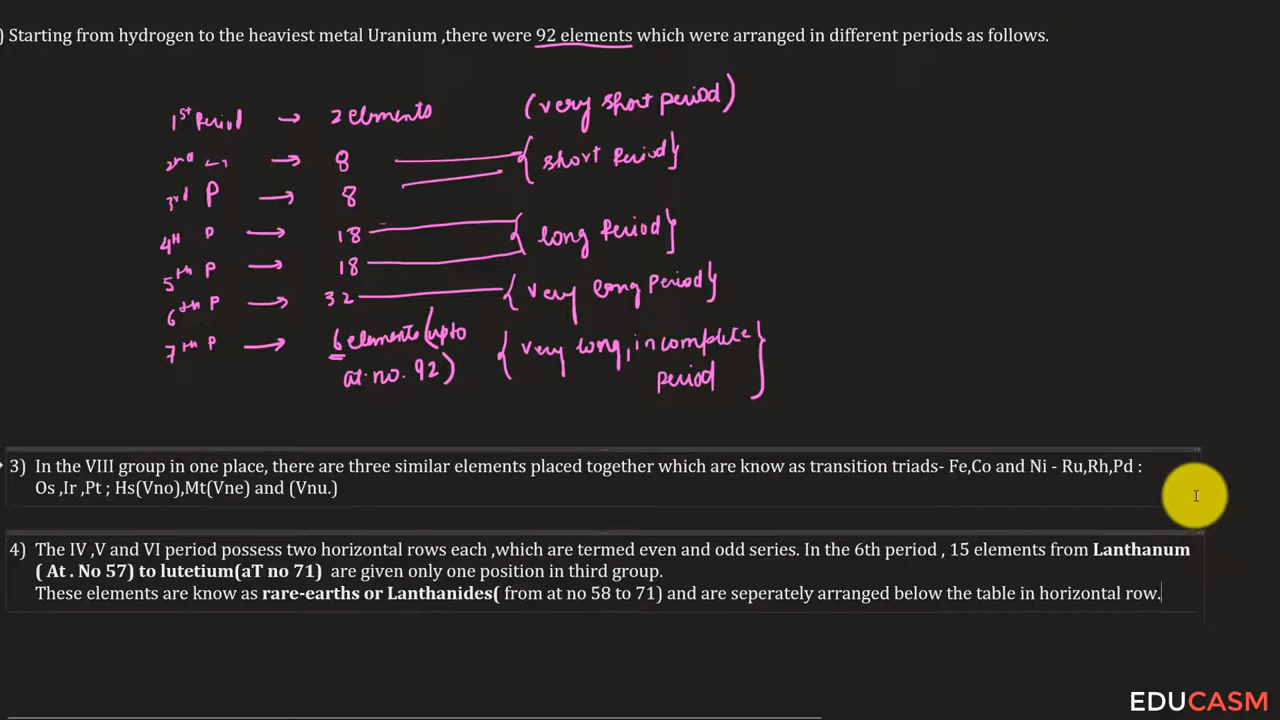 ) Starting from hydrogen to the heaviest metal Uranium ,there were 92 elements which were arranged in different periods as follows.
1st Period → 2 elements (very short period)
2nd → 8 {short Period}
3rd P → 8
4th P → 18 {long Period}
5th P → 18
6th P → 32 {very long Period}
7th P → 6 elements (upto at. no. 92) {very long, incomplete period}
3) In the VIII group in one place, there are three similar elements placed together which are know as transition triads- Fe,Co and Ni - Ru,Rh,Pd :
Os ,Ir ,Pt ; Hs(Vno),Mt(Vne) and (Vnu.)
4) The IV ,V and VI period possess two horizontal rows each ,which are termed even and odd series. In the 6th period , 15 elements from Lanthanum
( At . No 57) to lutetium(aT no 71) are given only one position in third group.
These elements are know as rare-earths or Lanthanides( from at no 58 to 71) and are seperately arranged below the table in horizontal row.
EDUCASM